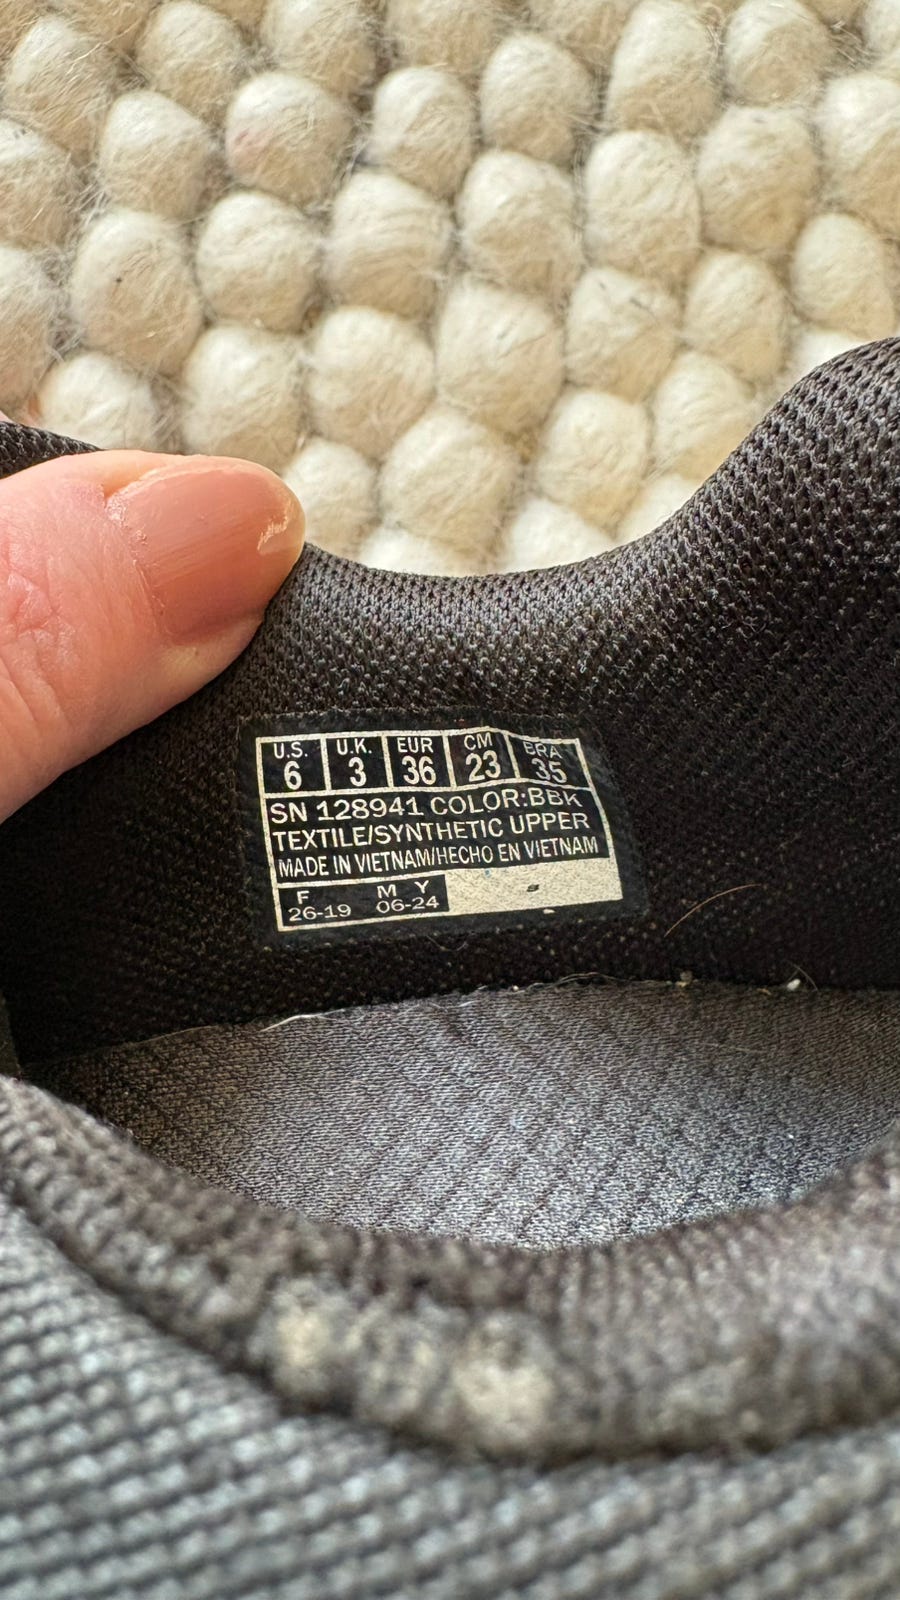 U.S. U.K. EUR CM BRA
6 3 36 23 35
SN 128941 COLOR:BBK
TEXTILE/SYNTHETIC UPPER
MADE IN VIETNAM/HECHO EN VIETNAM
F M Y
26-19 06-24